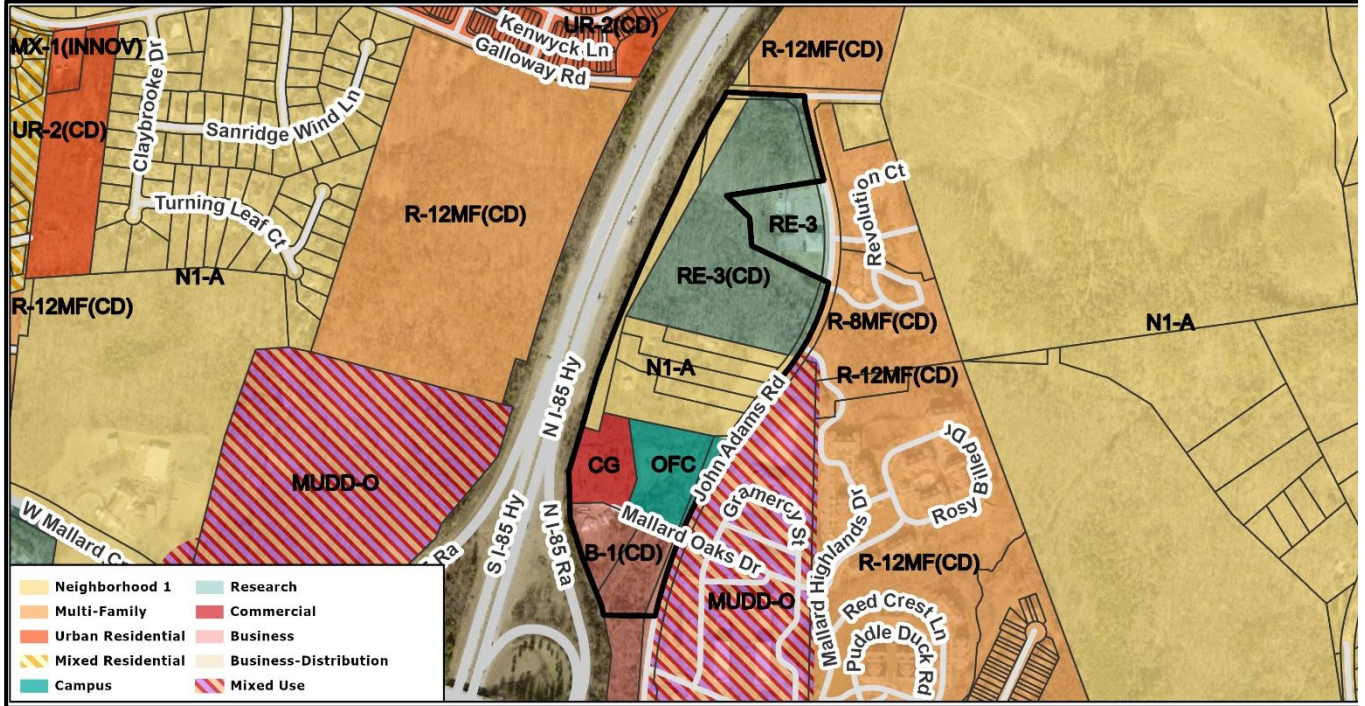 Kenwyck Ln
UR-2(CD)
MX-1(INNOV)
Claybrooke Dr
Galloway Rd
R-12MF(CD)
UR-2(CD)
Sanridge Wind Ln
Turning Leaf Ct
R-12MF(CD)
Revolution Ct
RE-3
N1-A
RE-3(CD)
R-12MF(CD)
R-8MF(CD)
N1-A
N1-A
R-12MF(CD)
N I-85 Hy
John Adams Rd
CG
OFC
MUDD-O
Gramercy St
Rosy Billed Dr
W Mallard Cr
S I-85 Hy
N I-85 Ra
Ra
Mallard Oaks Dr
B-1(CD)
Mallard Highlands Dr
R-12MF(CD)
MUDD-O
Red Crest Ln
Puddle Duck Rd
Neighborhood 1
Research
Multi-Family
Commercial
Urban Residential
Business
Mixed Residential
Business-Distribution
Campus
Mixed Use